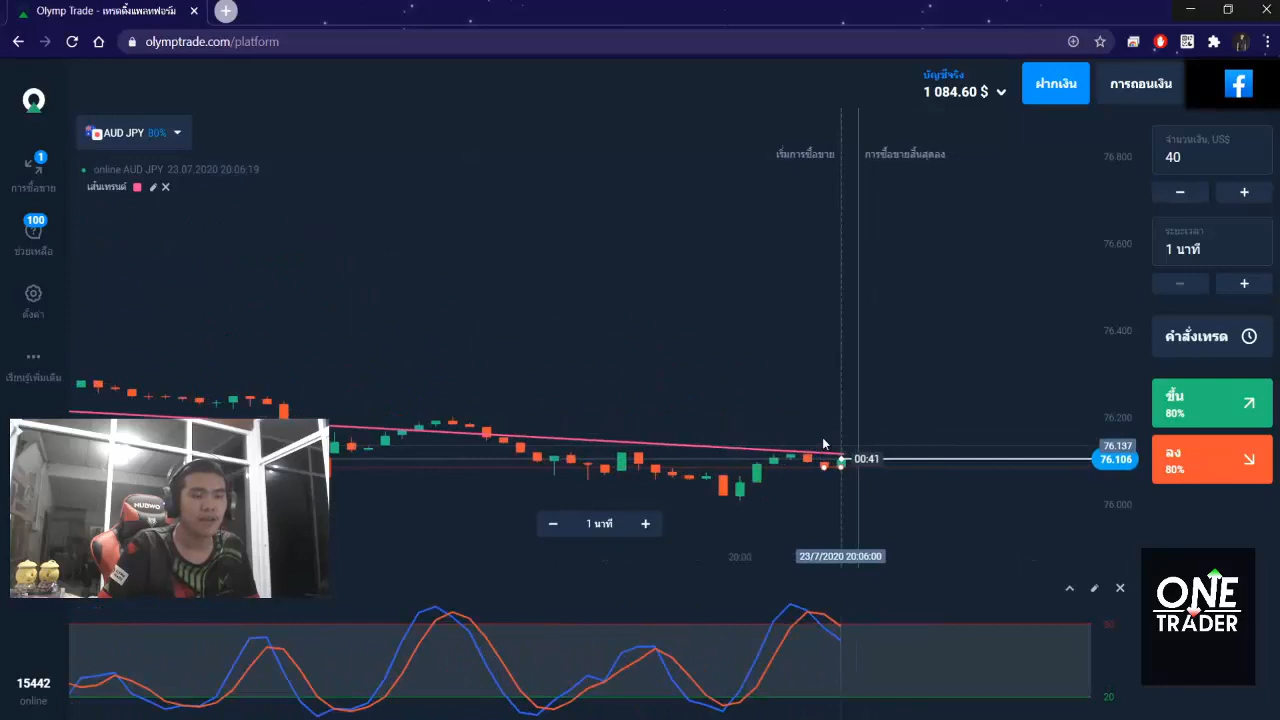 Olymp Trade - เทรดดิ้งแพลทฟอร์ม
olymptrade.com/platform
บัญชีจริง
1 084.60 $
ฝากเงิน
การถอนเงิน
AUD JPY 80%
online AUD JPY 23.07.2020 20:06:19
เส้นเทรนด์
เริ่มการซื้อขาย
การซื้อขายสิ้นสุดลง
76.800
76.600
76.400
76.200
76.137
76.106
76.000
00:41
1
การซื้อขาย
100
ช่วยเหลือ
ตั้งค่า
เรียนรู้เพิ่มเติม
จำนวนเงิน, US$
40
ระยะเวลา
1 นาที
คำสั่งเทรด
ขึ้น
80%
ลง
80%
1 นาที
20:00
23/7/2020 20:06:00
HUBWO
ONE
TRADER
80
20
15442
online